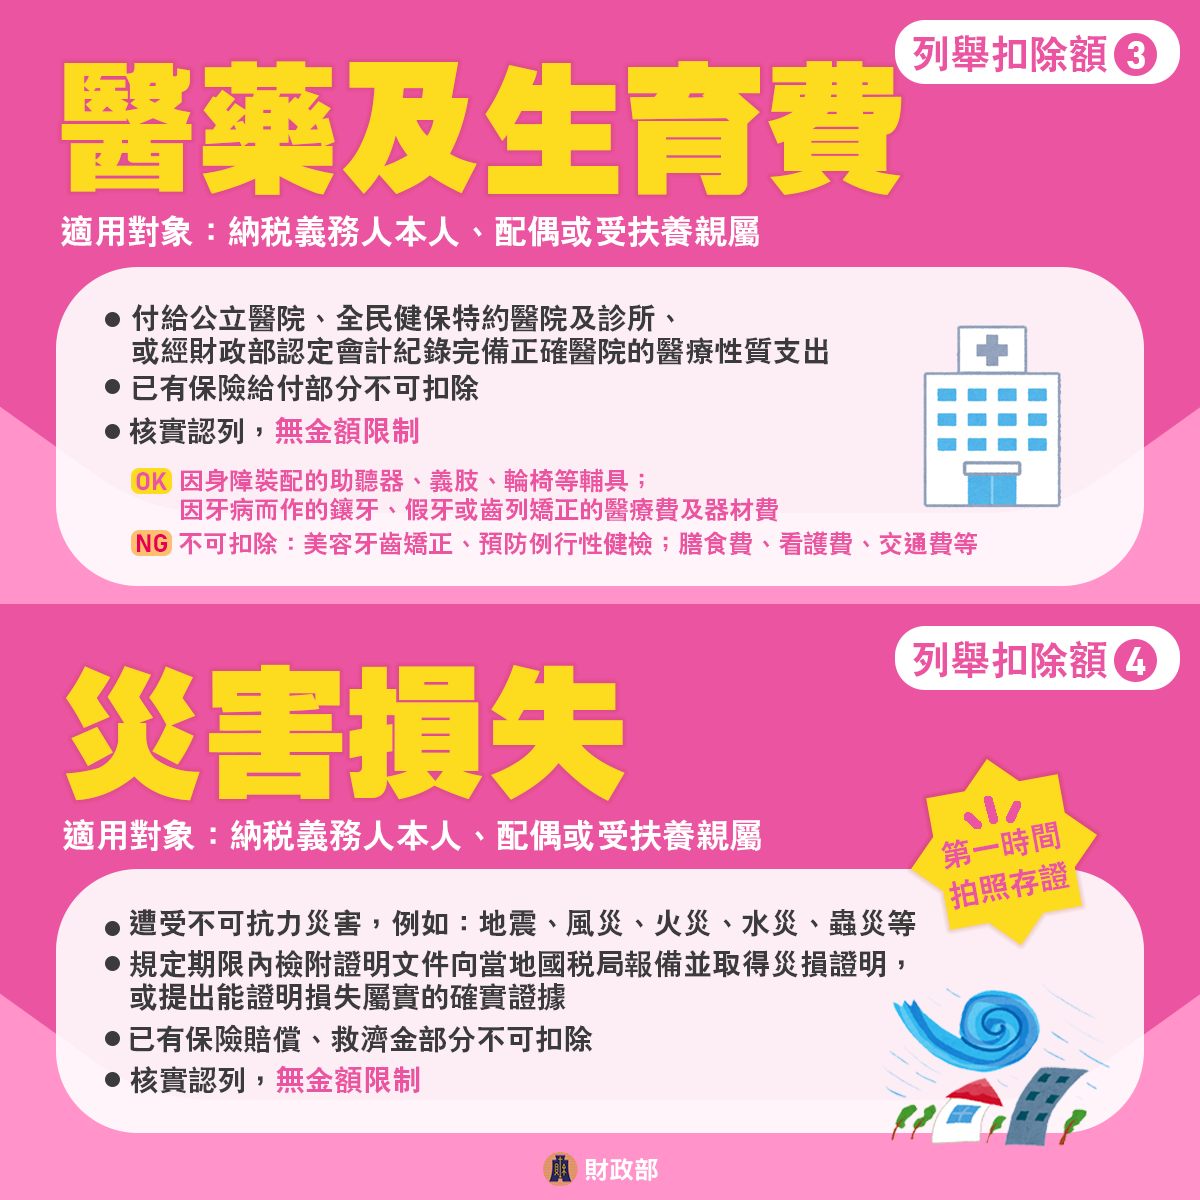 列舉扣除額3
醫藥及生育費
適用對象：納稅義務人本人、配偶或受扶養親屬
● 付給公立醫院、全民健保特約醫院及診所、
或經財政部認定會計紀錄完備正確醫院的醫療性質支出
● 已有保險給付部分不可扣除
● 核實認列，無金額限制
OK 因身障裝配的助聽器、義肢、輪椅等輔具；
因牙病而作的鑲牙、假牙或齒列矯正的醫療費及器材費
NG 不可扣除：美容牙齒矯正、預防例行性健檢；膳食費、看護費、交通費等
列舉扣除額4
災害損失
適用對象：納稅義務人本人、配偶或受扶養親屬
第一時間
拍照存證
● 遭受不可抗力災害，例如：地震、風災、火災、水災、蟲災等
● 規定期限內檢附證明文件向當地國稅局報備並取得災損證明，
或提出能證明損失屬實的確實證據
● 已有保險賠償、救濟金部分不可扣除
● 核實認列，無金額限制
財政部